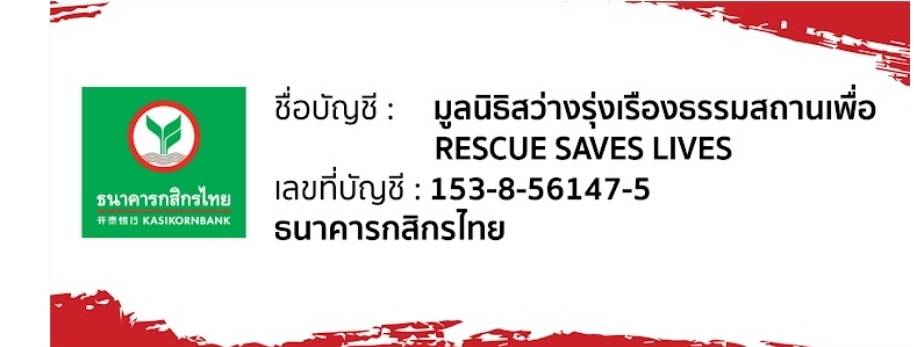 ธนาคารกสิกรไทย
开泰银行 KASIKORNBANK
ชื่อบัญชี : มูลนิธิสว่างรุ่งเรืองธรรมสถานเพื่อ
RESCUE SAVES LIVES
เลขที่บัญชี : 153-8-56147-5
ธนาคารกสิกรไทย